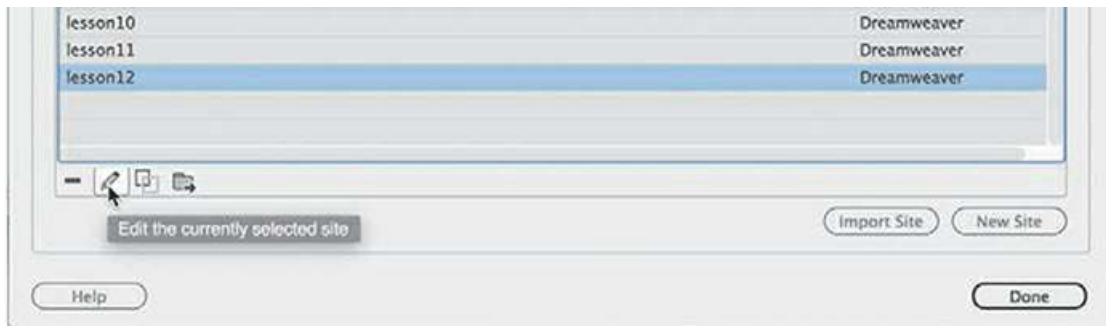 lesson10 Dreamweaver
lesson11 Dreamweaver
lesson12 Dreamweaver
Edit the currently selected site
Import Site New Site
Help Done